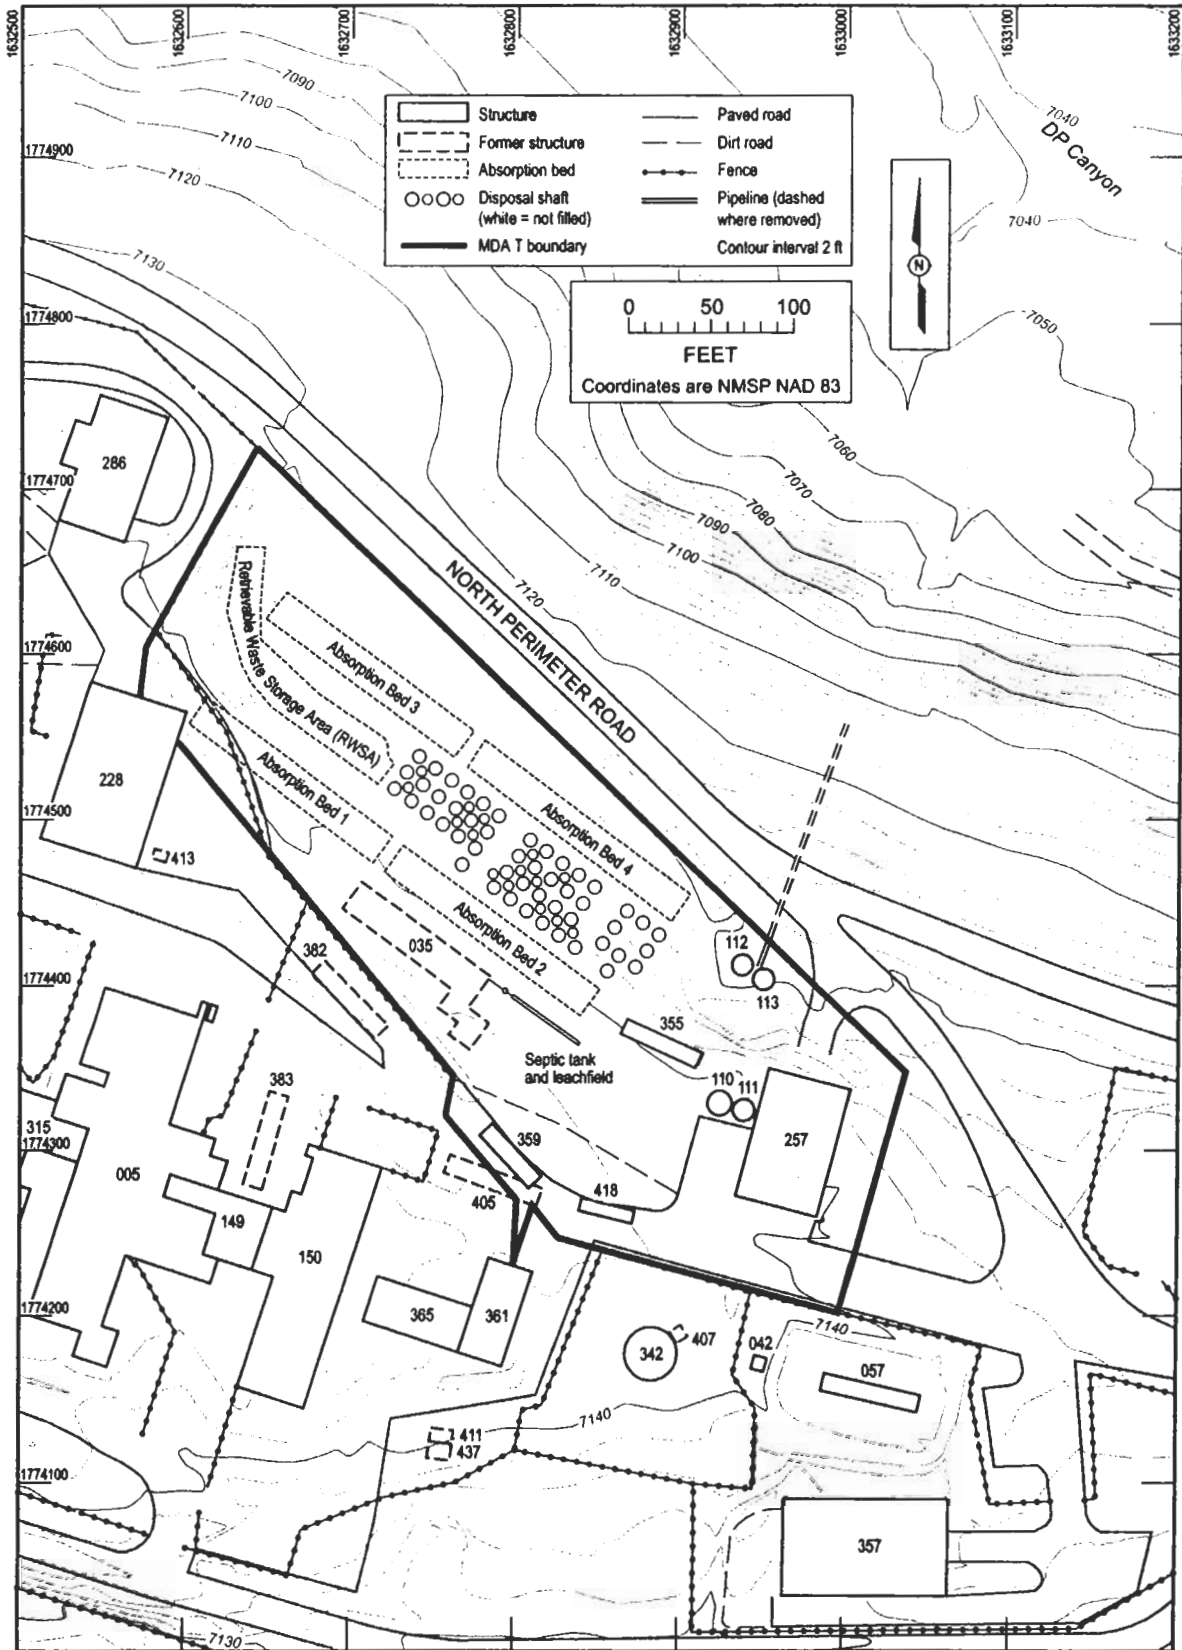 1632500
1632600
1632700
1632800
1632900
1633000
1633100
1633200
7090
7100
7110
7120
7130
Structure
Former structure
Absorption bed
Disposal shaft
(white = not filled)
MDA T boundary
Paved road
Dirt road
Fence
Pipeline (dashed
where removed)
Contour interval 2 ft
7040
DP Canyon
7040
N
1774900
1774800
0 50 100
FEET
Coordinates are NMSP NAD 83
7050
7060
7070
7080
7090
7100
7110
7120
286
1774700
NORTH PERIMETER ROAD
Retrievable Waste Storage Area (RWSA)
Absorption Bed 3
1774600
228
Absorption Bed 1
Absorption Bed 4
1774500
413
Absorption Bed 2
035
382
112
113
1774400
355
Septic tank
and leachfield
383
110
111
257
315
1774300
359
005
405
418
149
150
1774200
365
361
342
407
042
7140
057
7140
411
437
1774100
357
7130